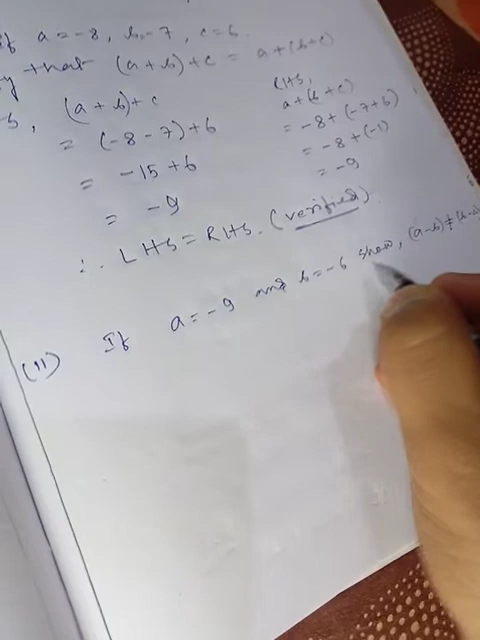 If a = -8, b = -7, c = 6.
that (a+b)+c = a+(b+c)
(a+b)+c
= (-8-7)+6
= -15+6
= -9
RHS,
a+(b+c)
= -8+(-7+6)
= -8+(-1)
= -9
∴ LHS = RHS. (verified)
(11) If a = -9 and b = -6 show, (a-b) ≠ (b-a)